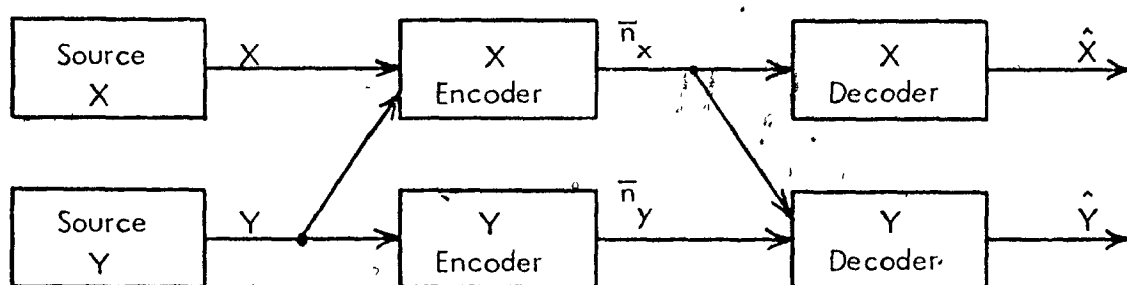 Source X
X
X Encoder
n̄x
X Decoder
X̂
Source Y
Y
Y Encoder
n̄y
Y Decoder
Ŷ